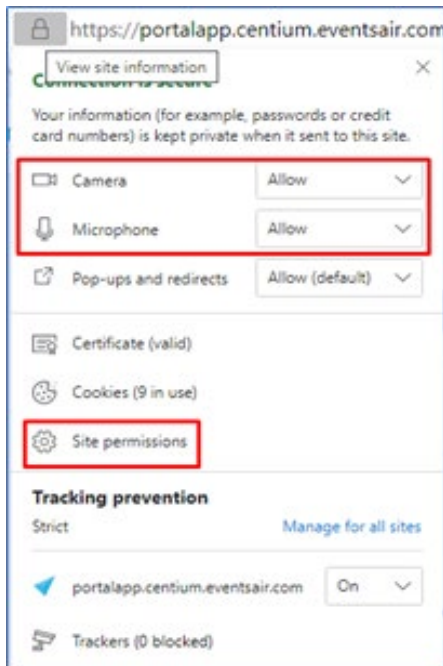 https://portalapp.centium.eventsair.com
View site information
Connection is secure
Your information (for example, passwords or credit
card numbers) is kept private when it sent to this site.
Camera Allow
Microphone Allow
Pop-ups and redirects Allow (default)
Certificate (valid)
Cookies (9 in use)
Site permissions
Tracking prevention
Strict Manage for all sites
portalapp.centium.eventsair.com On
Trackers (0 blocked)